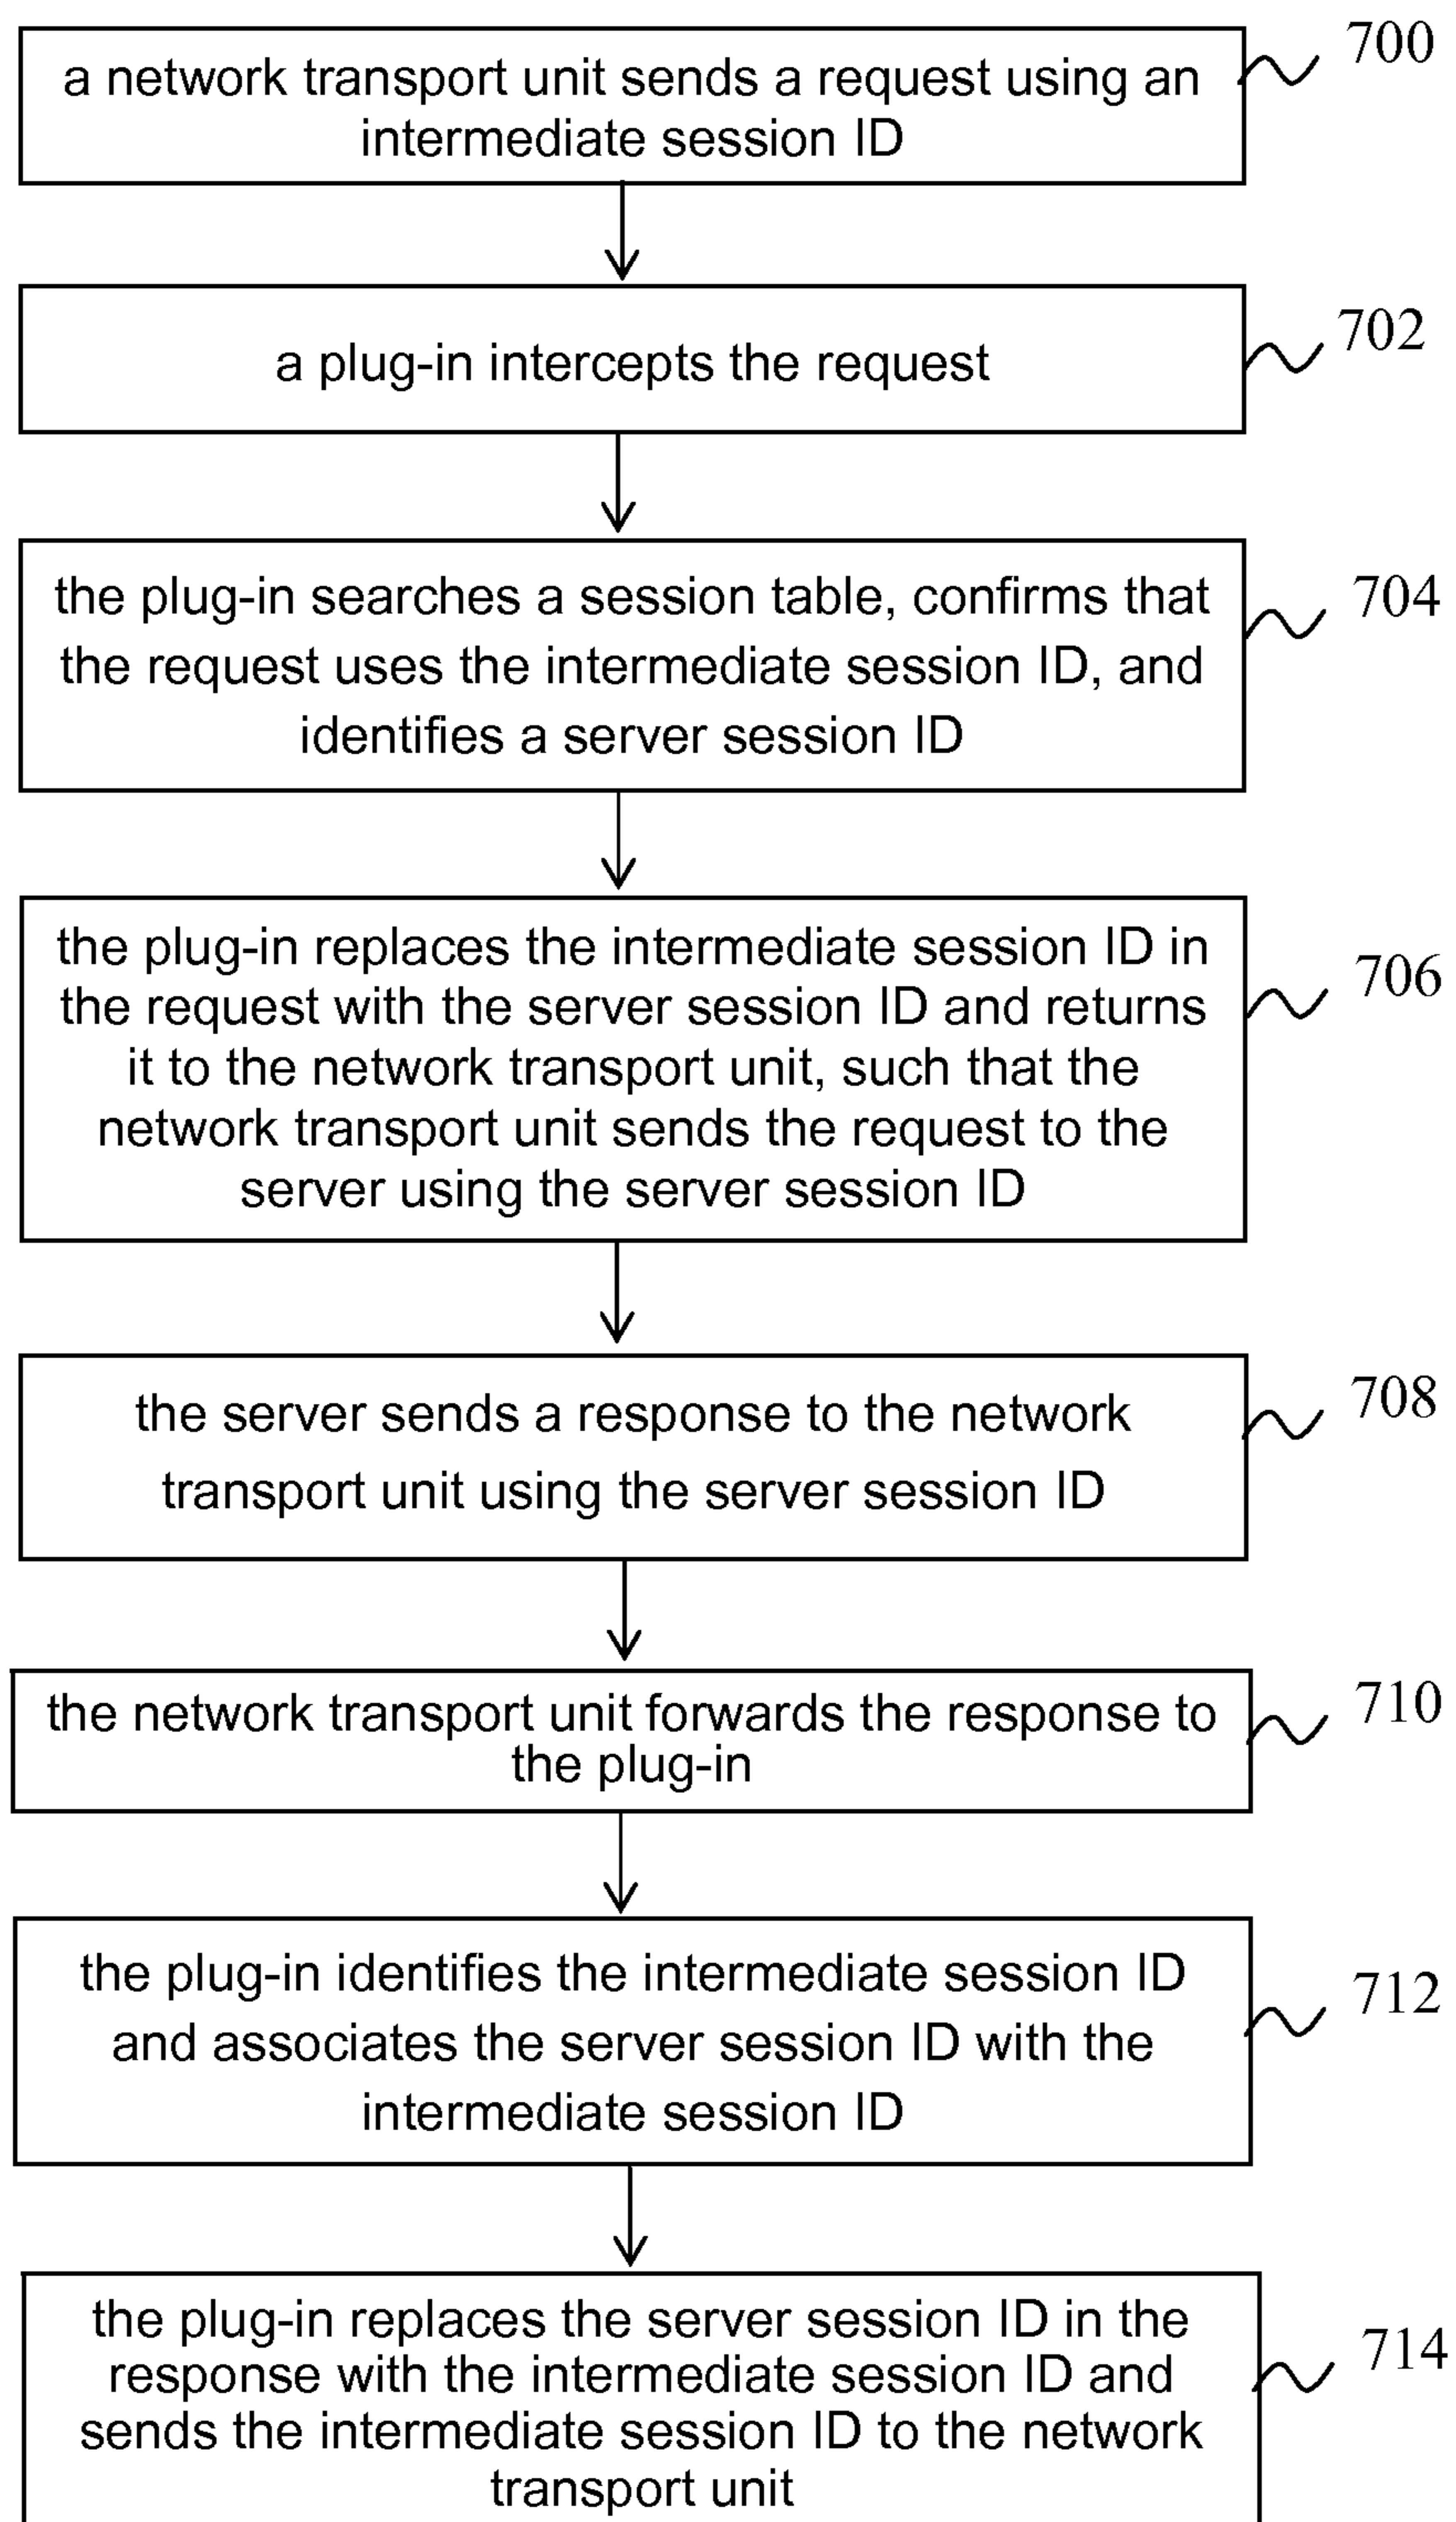 700
a network transport unit sends a request using an
intermediate session ID
702
a plug-in intercepts the request
704
the plug-in searches a session table, confirms that
the request uses the intermediate session ID, and
identifies a server session ID
706
the plug-in replaces the intermediate session ID in
the request with the server session ID and returns
it to the network transport unit, such that the
network transport unit sends the request to the
server using the server session ID
708
the server sends a response to the network
transport unit using the server session ID
710
the network transport unit forwards the response to
the plug-in
712
the plug-in identifies the intermediate session ID
and associates the server session ID with the
intermediate session ID
714
the plug-in replaces the server session ID in the
response with the intermediate session ID and
sends the intermediate session ID to the network
transport unit